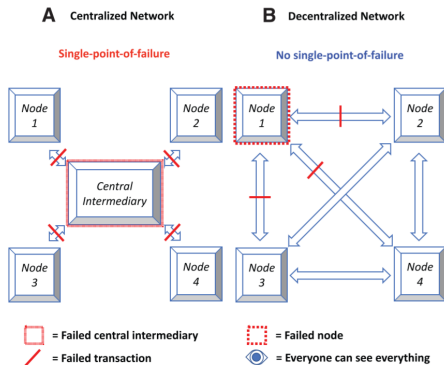 A Centralized Network
Single-point-of-failure
Node
1
Node
2
Central
Intermediary
Node
3
Node
4
B Decentralized Network
No single-point-of-failure
Node
1
Node
2
Node
3
Node
4
= Failed central intermediary
= Failed transaction
= Failed node
= Everyone can see everything